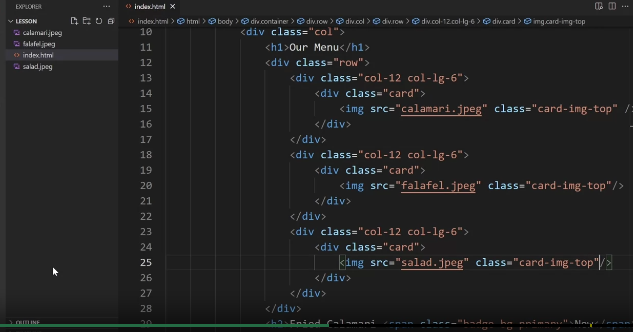 EXPLORER
...
index.html ×
LESSON
calamari.jpeg
falafel.jpeg
<> index.html
salad.jpeg
OUTLINE
<> index.html > html > body > div.container > div.row > div.col > div.row > div.col-12.col-lg-6 > div.card > img.card-img-top
10 <div class="col">
11 <h1>Our Menu</h1>
12 <div class="row">
13 <div class="col-12 col-lg-6">
14 <div class="card">
15 <img src="calamari.jpeg" class="card-img-top" />
16 </div>
17 </div>
18 <div class="col-12 col-lg-6">
19 <div class="card">
20 <img src="falafel.jpeg" class="card-img-top"/>
21 </div>
22 </div>
23 <div class="col-12 col-lg-6">
24 <div class="card">
25 <img src="salad.jpeg" class="card-img-top"/>
26 </div>
27 </div>
28 </div>
29 <h2>Fried Calamari <span class="badge bg-primary">New</span>